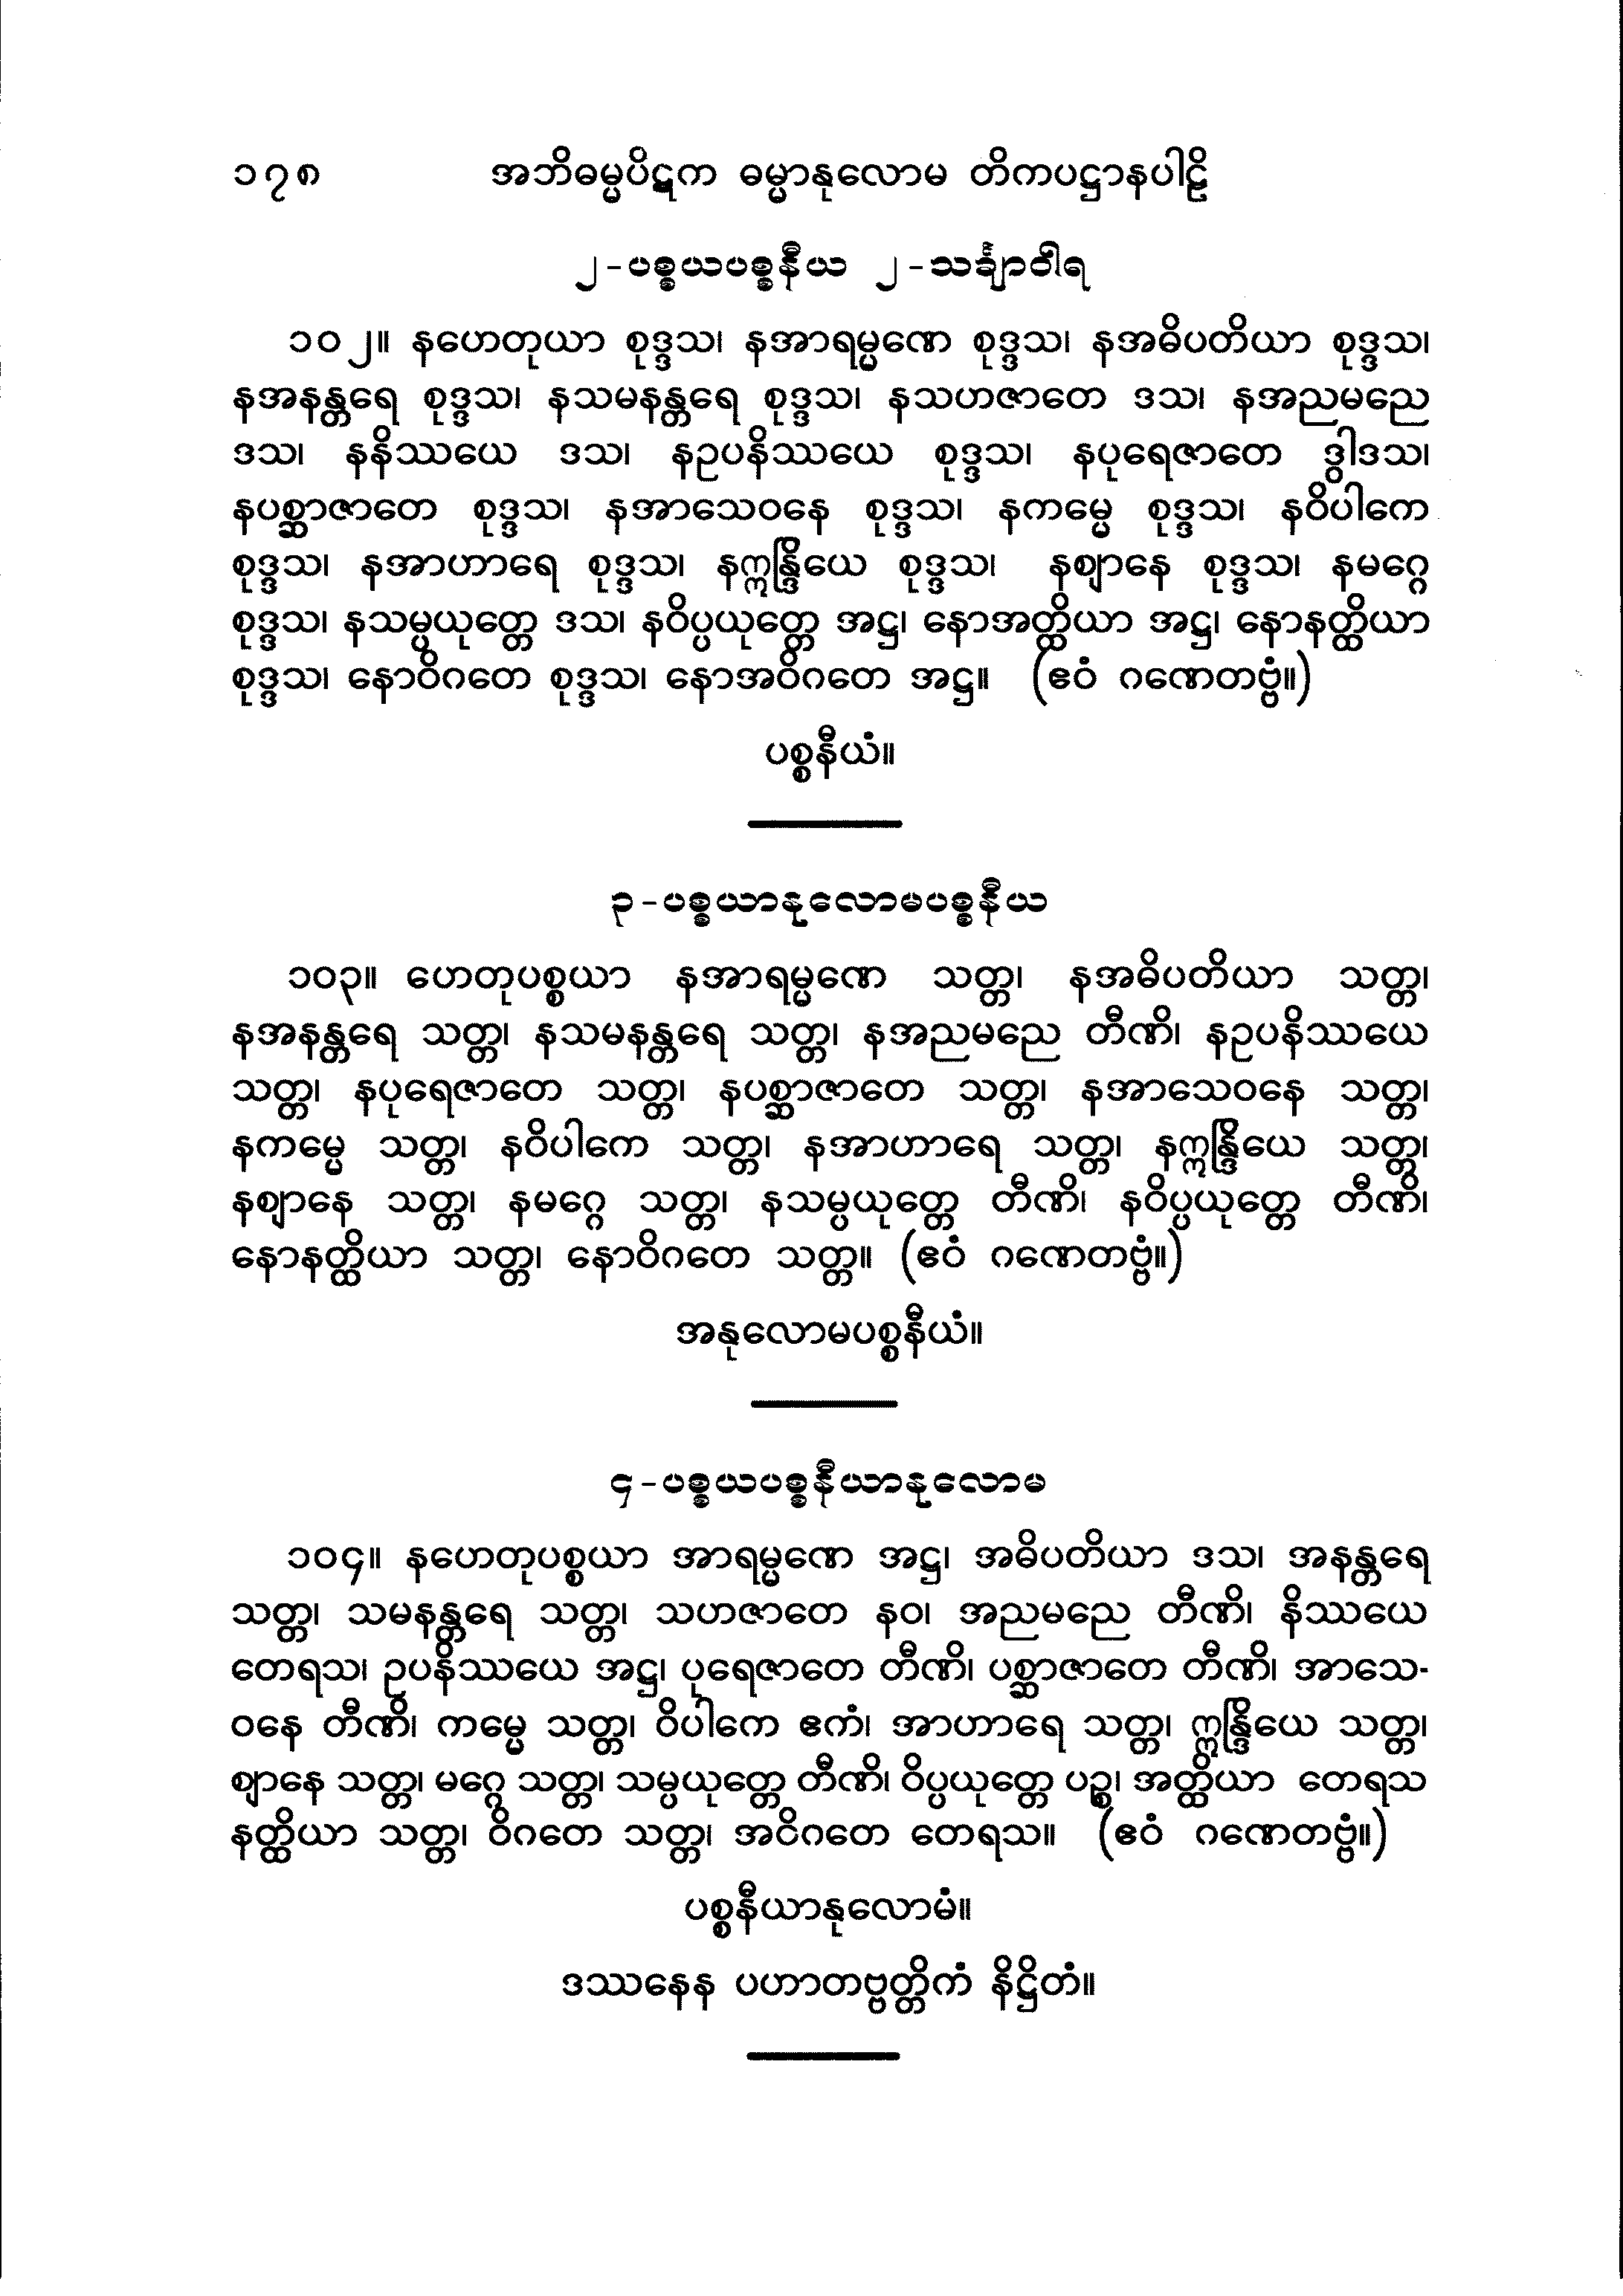 ၁၇၈ အဘိဓမ္မပိဋက ဓမ္မာနုလောမ တိကပဋ္ဌာနပါဠိ
၂-ပစ္စယပစ္စနီယ ၂-သင်္ချာဝါရ
၁၀၂။ နဟေတုယာ စုဒ္ဒသ၊ နအာရမ္မဏေ စုဒ္ဒသ၊ နအဓိပတိယာ စုဒ္ဒသ၊
နအနန္တရေ စုဒ္ဒသ၊ နသမနန္တရေ စုဒ္ဒသ၊ နသဟဇာတေ ဒသ၊ နအညမညေ
ဒသ၊ နနိဿယေ ဒသ၊ နဥပနိဿယေ စုဒ္ဒသ၊ နပုရေဇာတေ ဒွါဒသ၊
နပစ္ဆာဇာတေ စုဒ္ဒသ၊ နအာသေဝနေ စုဒ္ဒသ၊ နကမ္မေ စုဒ္ဒသ၊ နဝိပါကေ
စုဒ္ဒသ၊ နအာဟာရေ စုဒ္ဒသ၊ နဣန္ဒြိယေ စုဒ္ဒသ၊ နဈာနေ စုဒ္ဒသ၊ နမဂ္ဂေ
စုဒ္ဒသ၊ နသမ္ပယုတ္တေ ဒသ၊ နဝိပ္ပယုတ္တေ အဋ္ဌ၊ နောအတ္ထိယာ အဋ္ဌ၊ နောနတ္ထိယာ
စုဒ္ဒသ၊ နောဝိဂတေ စုဒ္ဒသ၊ နောအဝိဂတေ အဋ္ဌ။ (ဧဝံ ဂဏေတဗ္ဗံ။)
ပစ္စနီယံ။
၃-ပစ္စယာနုလောမပစ္စနီယ
၁၀၃။ ဟေတုပစ္စယာ နအာရမ္မဏေ သတ္တ၊ နအဓိပတိယာ သတ္တ၊
နအနန္တရေ သတ္တ၊ နသမနန္တရေ သတ္တ၊ နအညမညေ တီဏိ၊ နဥပနိဿယေ
သတ္တ၊ နပုရေဇာတေ သတ္တ၊ နပစ္ဆာဇာတေ သတ္တ၊ နအာသေဝနေ သတ္တ၊
နကမ္မေ သတ္တ၊ နဝိပါကေ သတ္တ၊ နအာဟာရေ သတ္တ၊ နဣန္ဒြိယေ သတ္တ၊
နဈာနေ သတ္တ၊ နမဂ္ဂေ သတ္တ၊ နသမ္ပယုတ္တေ တီဏိ၊ နဝိပ္ပယုတ္တေ တီဏိ၊
နောနတ္ထိယာ သတ္တ၊ နောဝိဂတေ သတ္တ။ (ဧဝံ ဂဏေတဗ္ဗံ။)
အနုလောမပစ္စနီယံ။
၄-ပစ္စယပစ္စနီယာနုလောမ
၁၀၄။ နဟေတုပစ္စယာ အာရမ္မဏေ အဋ္ဌ၊ အဓိပတိယာ ဒသ၊ အနန္တရေ
သတ္တ၊ သမနန္တရေ သတ္တ၊ သဟဇာတေ နဝ၊ အညမညေ တီဏိ၊ နိဿယေ
တေရသ၊ ဥပနိဿယေ အဋ္ဌ၊ ပုရေဇာတေ တီဏိ၊ ပစ္ဆာဇာတေ တီဏိ၊ အာသေ-
ဝနေ တီဏိ၊ ကမ္မေ သတ္တ၊ ဝိပါကေ ဧကံ၊ အာဟာရေ သတ္တ၊ ဣန္ဒြိယေ သတ္တ၊
ဈာနေ သတ္တ၊ မဂ္ဂေ သတ္တ၊ သမ္ပယုတ္တေ တီဏိ၊ ဝိပ္ပယုတ္တေ ပဉ္စ၊ အတ္ထိယာ တေရသ
နတ္ထိယာ သတ္တ၊ ဝိဂတေ သတ္တ၊ အငိဂတေ တေရသ။ (ဧဝံ ဂဏေတဗ္ဗံ။)
ပစ္စနီယာနုလောမံ။
ဒဿနေန ပဟာတဗ္ဗတ္တိကံ နိဋ္ဌိတံ။